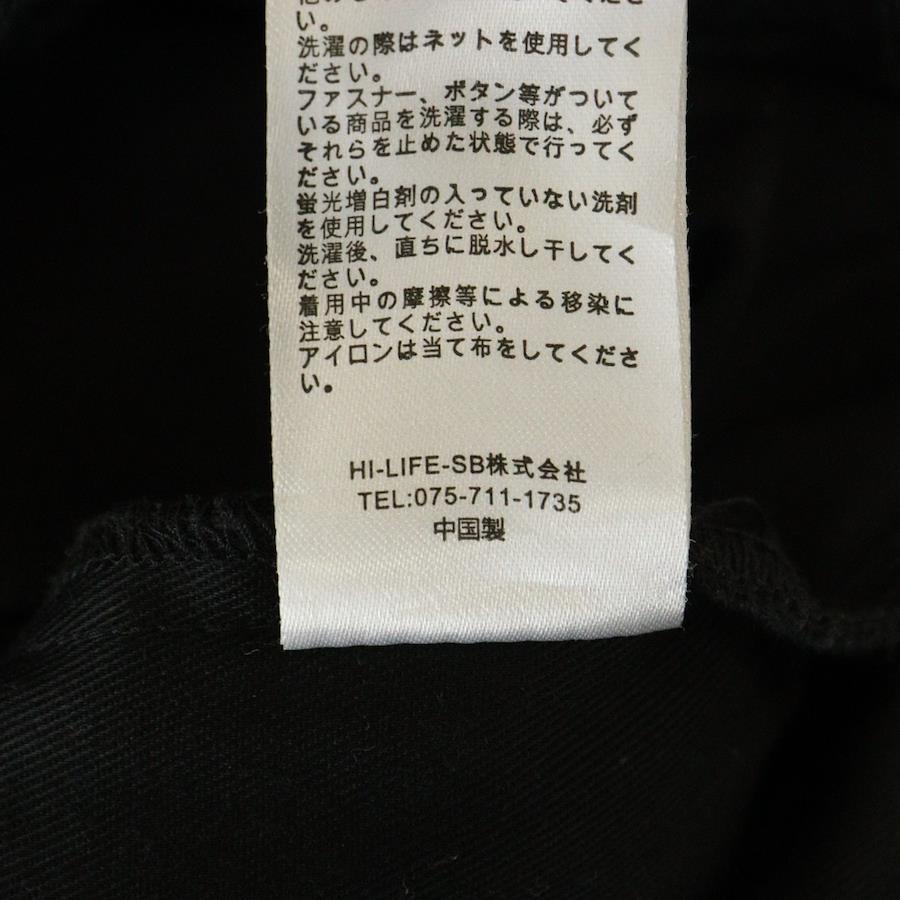 い。
洗濯の際はネットを使用してく
ださい。
ファスナー、ボタン等がついて
いる商品を洗濯する際は、必ず
それらを止めた状態で行ってく
ださい。
蛍光増白剤の入っていない洗剤
を使用してください。
洗濯後、直ちに脱水し干してく
ださい。
着用中の摩擦等による移染に
注意してください。
アイロンは当て布をしてくださ
い。
HI-LIFE-SB株式会社
TEL:075-711-1735
中国製